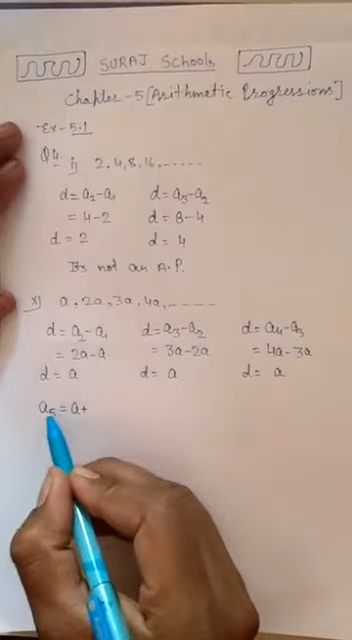 SURAJ Schools
Chapter-5[Arithmetic Progressions]
Ex-5.1
Q4. i) 2, 4, 8, 16, ......
d = a₂-a₁ d = a₃-a₂
= 4-2 d = 8-4
d = 2 d = 4
It's not an A.P.
x) a, 2a, 3a, 4a, ......
d = a₂-a₁ d = a₃-a₂ d = a₄-a₃
= 2a-a = 3a-2a = 4a-3a
d = a d = a d = a
a₅ = a+